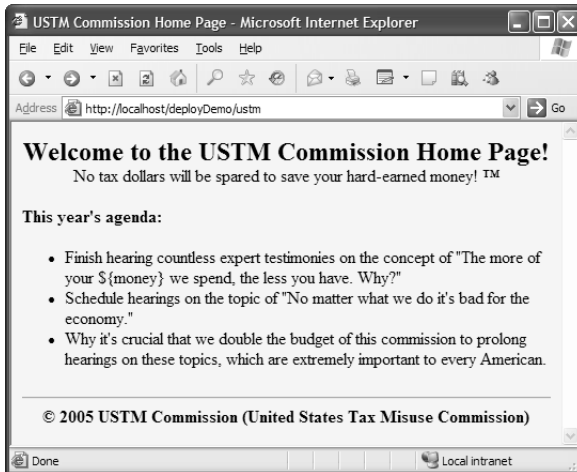 USTM Commission Home Page - Microsoft Internet Explorer
File Edit View Favorites Tools Help
Address http://localhost/deployDemo/ustm Go
Welcome to the USTM Commission Home Page!
No tax dollars will be spared to save your hard-earned money! ™
This year's agenda:
• Finish hearing countless expert testimonies on the concept of "The more of
your ${money} we spend, the less you have. Why?"
• Schedule hearings on the topic of "No matter what we do it's bad for the
economy."
• Why it's crucial that we double the budget of this commission to prolong
hearings on these topics, which are extremely important to every American.
© 2005 USTM Commission (United States Tax Misuse Commission)
Done Local intranet